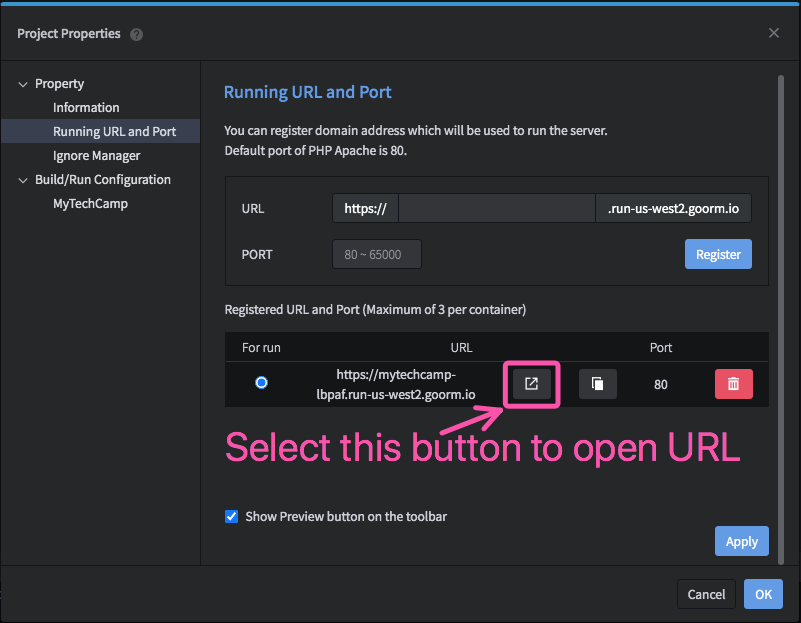 Project Properties ?
Property
Information
Running URL and Port
Ignore Manager
Build/Run Configuration
MyTechCamp
Running URL and Port
You can register domain address which will be used to run the server.
Default port of PHP Apache is 80.
URL https:// .run-us-west2.goorm.io
PORT 80 ~ 65000 Register
Registered URL and Port (Maximum of 3 per container)
For run URL Port
https://mytechcamp-
lbpaf.run-us-west2.goorm.io 80
Select this button to open URL
Show Preview button on the toolbar
Apply
Cancel OK